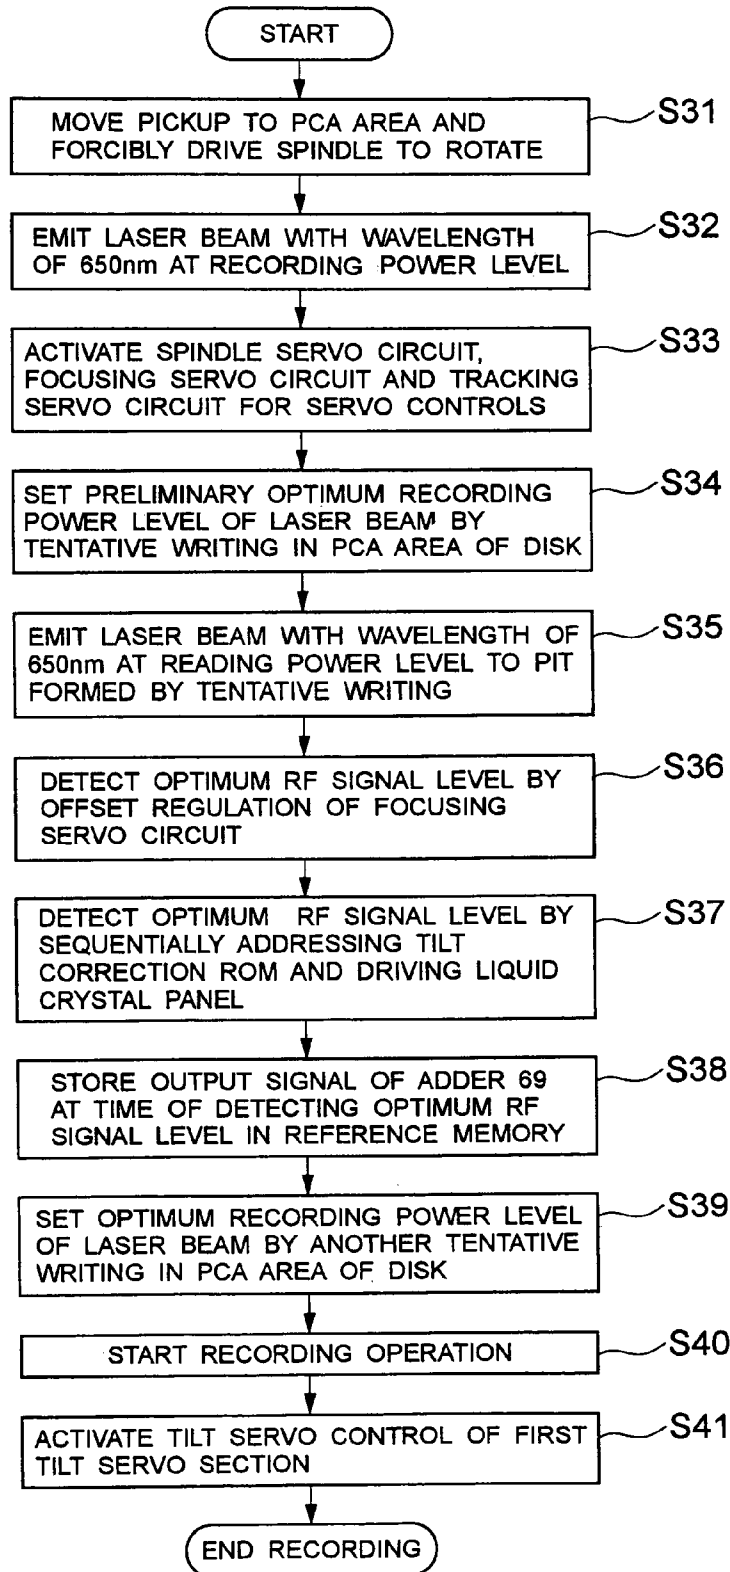 START
MOVE PICKUP TO PCA AREA AND
FORCIBLY DRIVE SPINDLE TO ROTATE
S31
EMIT LASER BEAM WITH WAVELENGTH
OF 650nm AT RECORDING POWER LEVEL
S32
ACTIVATE SPINDLE SERVO CIRCUIT,
FOCUSING SERVO CIRCUIT AND TRACKING
SERVO CIRCUIT FOR SERVO CONTROLS
S33
SET PRELIMINARY OPTIMUM RECORDING
POWER LEVEL OF LASER BEAM BY
TENTATIVE WRITING IN PCA AREA OF DISK
S34
EMIT LASER BEAM WITH WAVELENGTH OF
650nm AT READING POWER LEVEL TO PIT
FORMED BY TENTATIVE WRITING
S35
DETECT OPTIMUM RF SIGNAL LEVEL BY
OFFSET REGULATION OF FOCUSING
SERVO CIRCUIT
S36
DETECT OPTIMUM RF SIGNAL LEVEL BY
SEQUENTIALLY ADDRESSING TILT
CORRECTION ROM AND DRIVING LIQUID
CRYSTAL PANEL
S37
STORE OUTPUT SIGNAL OF ADDER 69
AT TIME OF DETECTING OPTIMUM RF
SIGNAL LEVEL IN REFERENCE MEMORY
S38
SET OPTIMUM RECORDING POWER LEVEL
OF LASER BEAM BY ANOTHER TENTATIVE
WRITING IN PCA AREA OF DISK
S39
START RECORDING OPERATION
S40
ACTIVATE TILT SERVO CONTROL OF FIRST
TILT SERVO SECTION
S41
END RECORDING